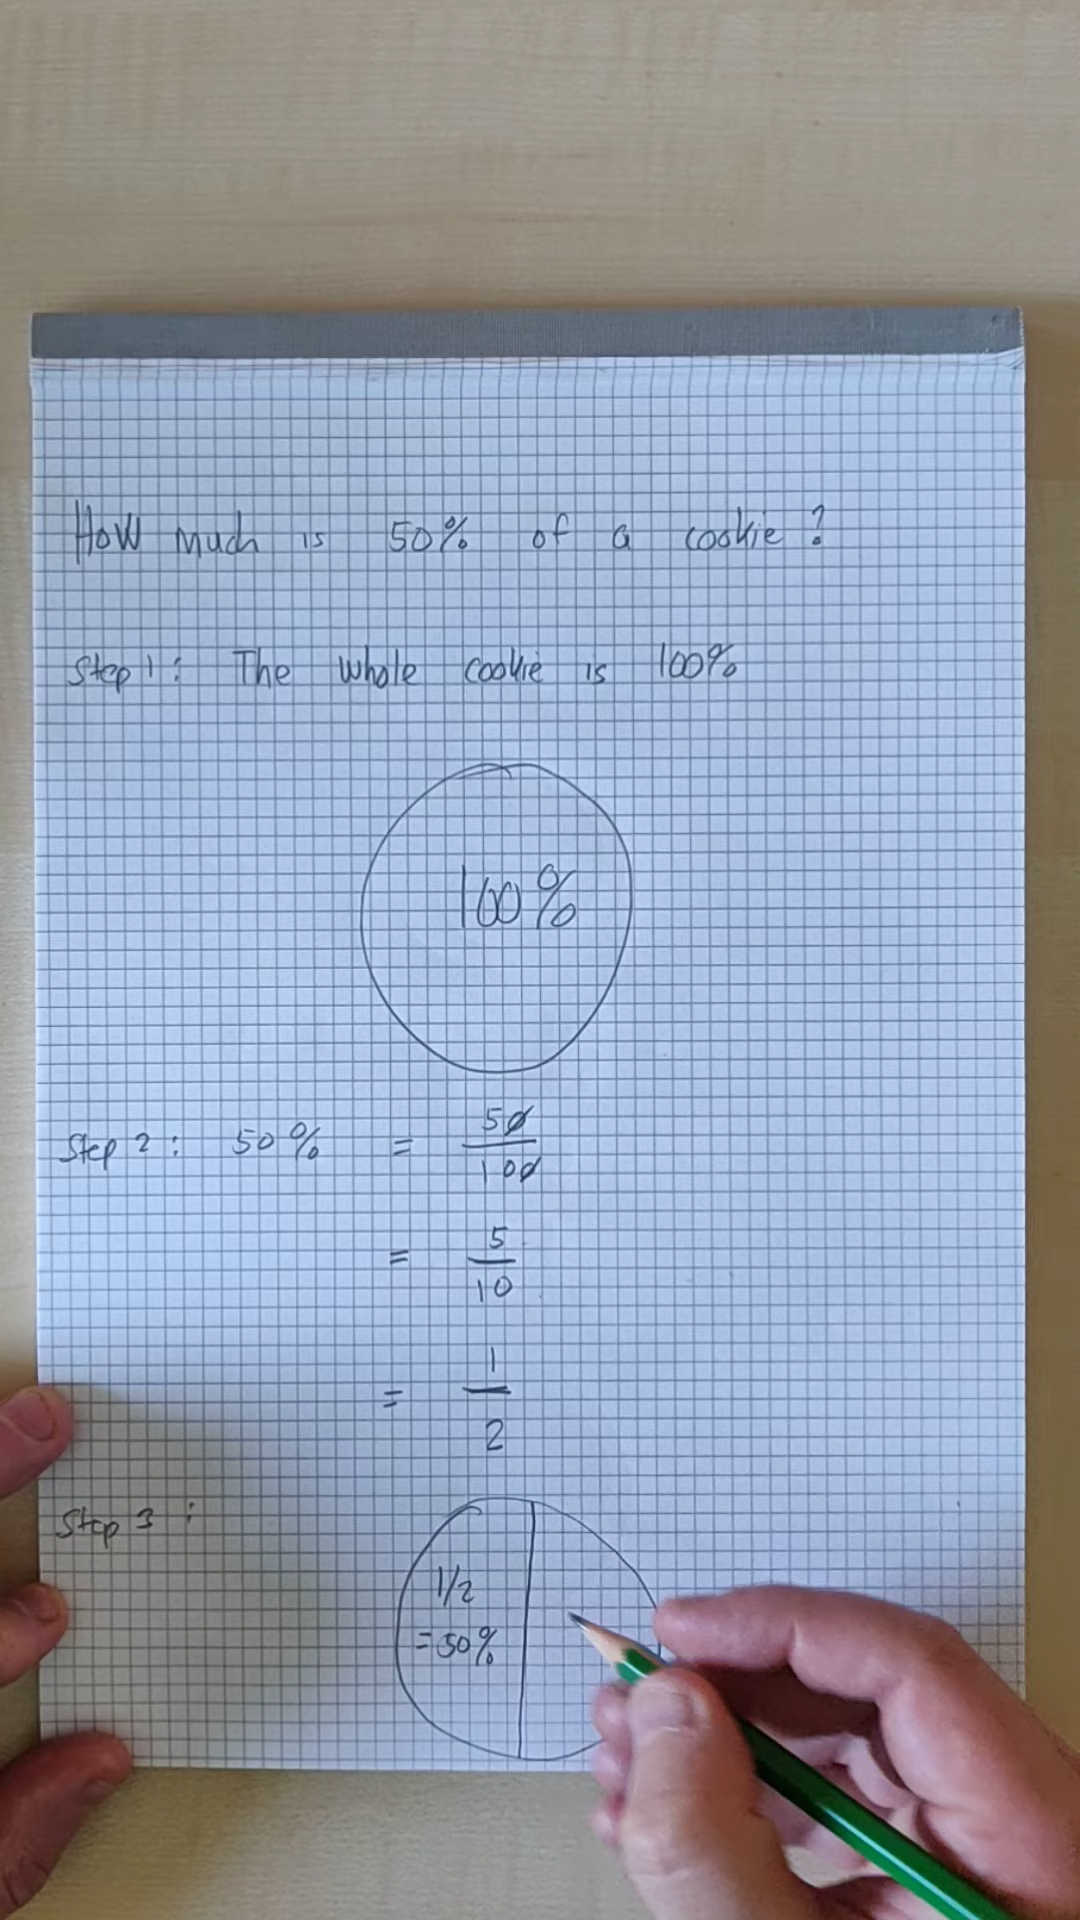 How much is 50% of a cookie?
Step 1: The whole cookie is 100%
100%
Step 2: 50% = 50/100
= 5/10
= 1/2
Step 3:
1/2
= 50%